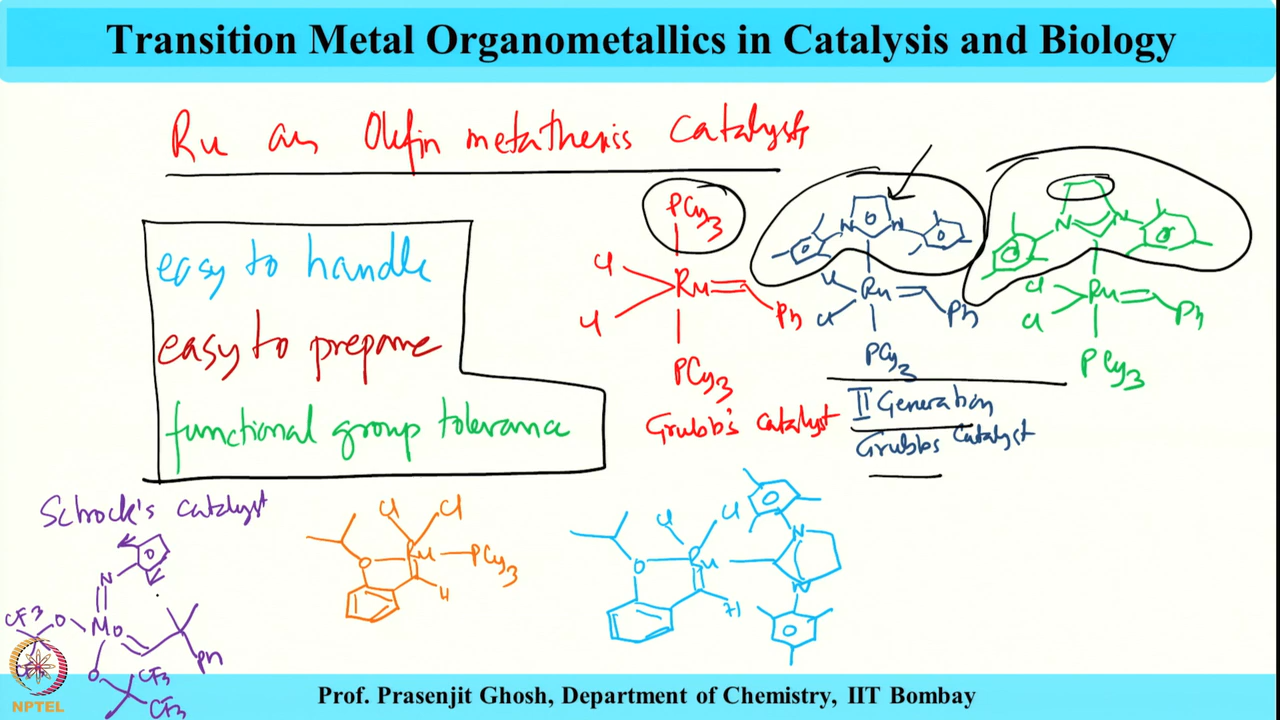 Transition Metal Organometallics in Catalysis and Biology
Ru as Olefin metathesis catalysts
easy to handle
easy to prepare
functional group tolerance
PCy3
Cl
Cl
Ru
Ph
PCy3
Grubb's catalyst
N
N
Cl
Cl
Ru
Ph
PCy3
II Generation
Grubbs Catalyst
N
N
Cl
Cl
Ru
Ph
PCy3
Schrock's catalyst
N
CF3
O
Mo
CF3
Ph
O
CF3
CF3
Cl
Cl
O
Ru
PCy3
H
Cl
Cl
O
Ru
H
N
N
NPTEL
Prof. Prasenjit Ghosh, Department of Chemistry, IIT Bombay